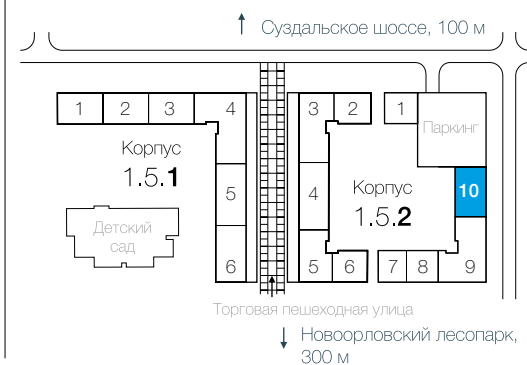 Суздальское шоссе, 100 м
1 2 3 4 3 2 1
Паркинг
Корпус
1.5.1
5 4
Корпус
1.5.2
10
Детский
сад
6 5 6 7 8 9
Торговая пешеходная улица
Новоорловский лесопарк,
300 м